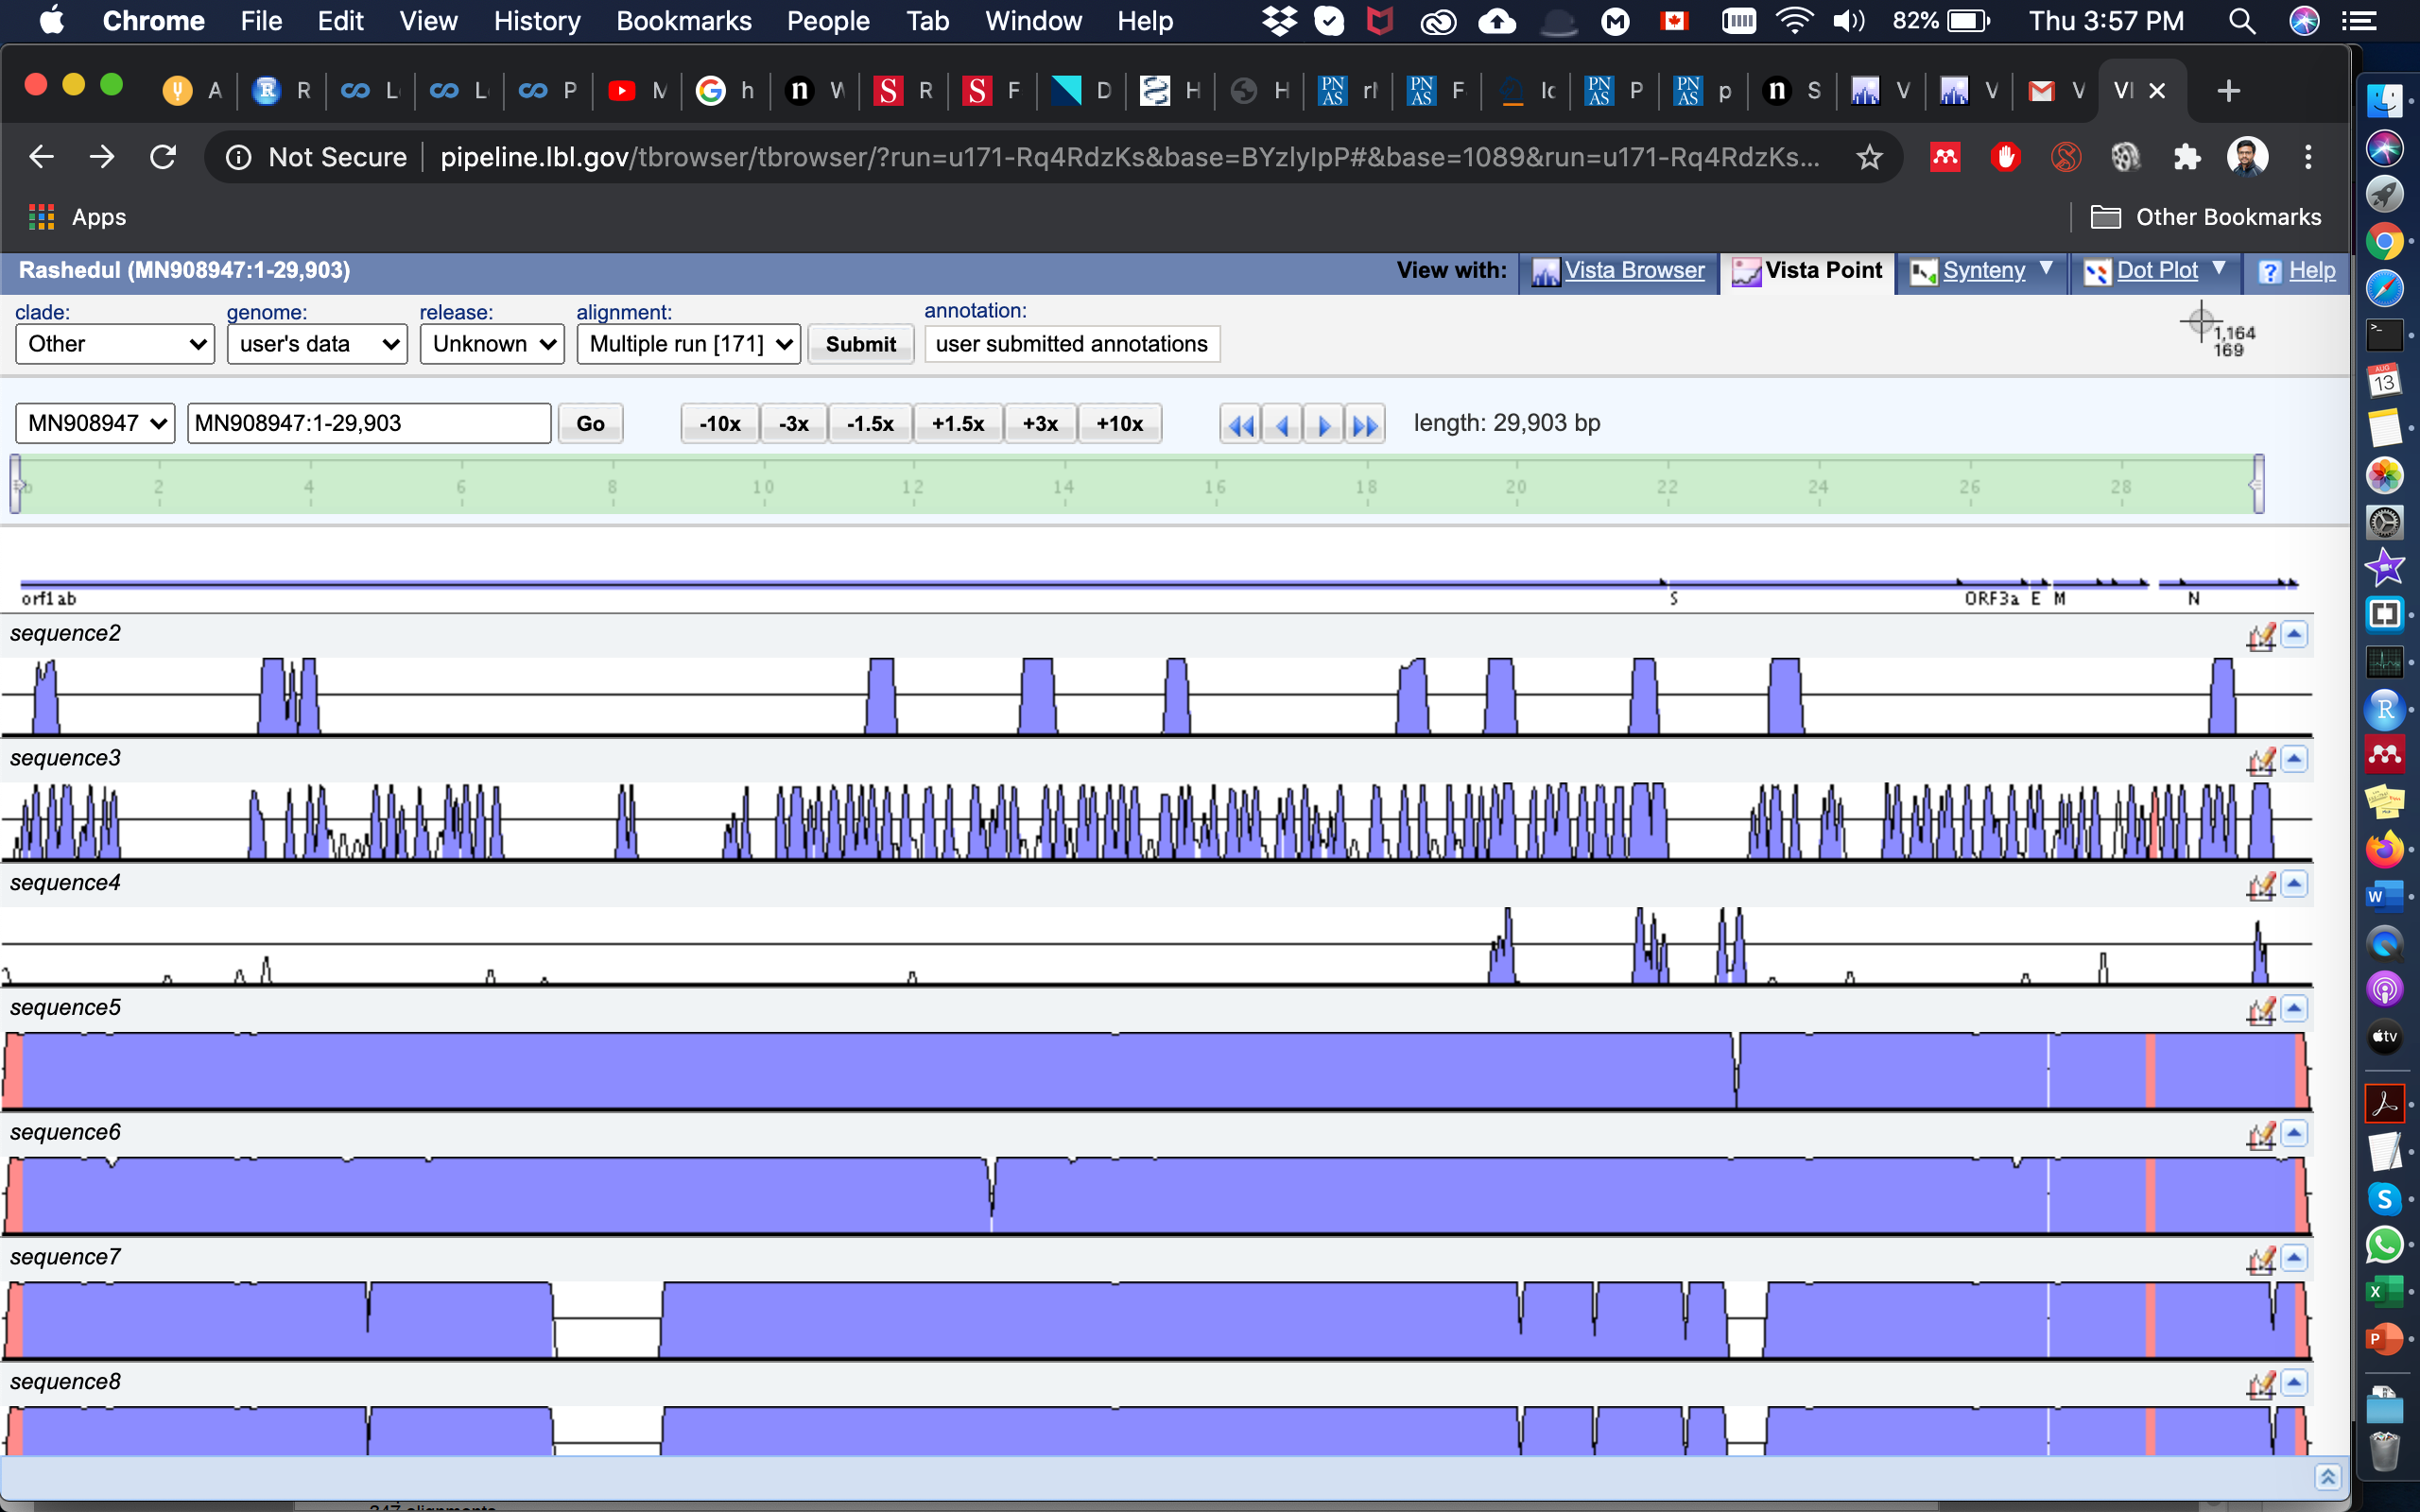 Chrome File Edit View History Bookmarks People Tab Window Help 82% Thu 3:57 PM
A R L L P M h W R F D H H rl F Ic P p S V V V VI
Not Secure pipeline.lbl.gov/tbrowser/tbrowser/?run=u171-Rq4RdzKs&base=BYzlyIpP#&base=1089&run=u171-Rq4RdzKs...
Apps Other Bookmarks
Rashedul (MN908947:1-29,903) View with: Vista Browser Vista Point Synteny Dot Plot Help
clade: genome: release: alignment: annotation:
Other user's data Unknown Multiple run [171] Submit user submitted annotations
1,164
169
MN908947 MN908947:1-29,903 Go -10x -3x -1.5x +1.5x +3x +10x length: 29,903 bp
2 4 6 8 10 12 14 16 18 20 22 24 26 28
orf1ab S ORF3a E M N
sequence2
sequence3
sequence4
sequence5
sequence6
sequence7
sequence8